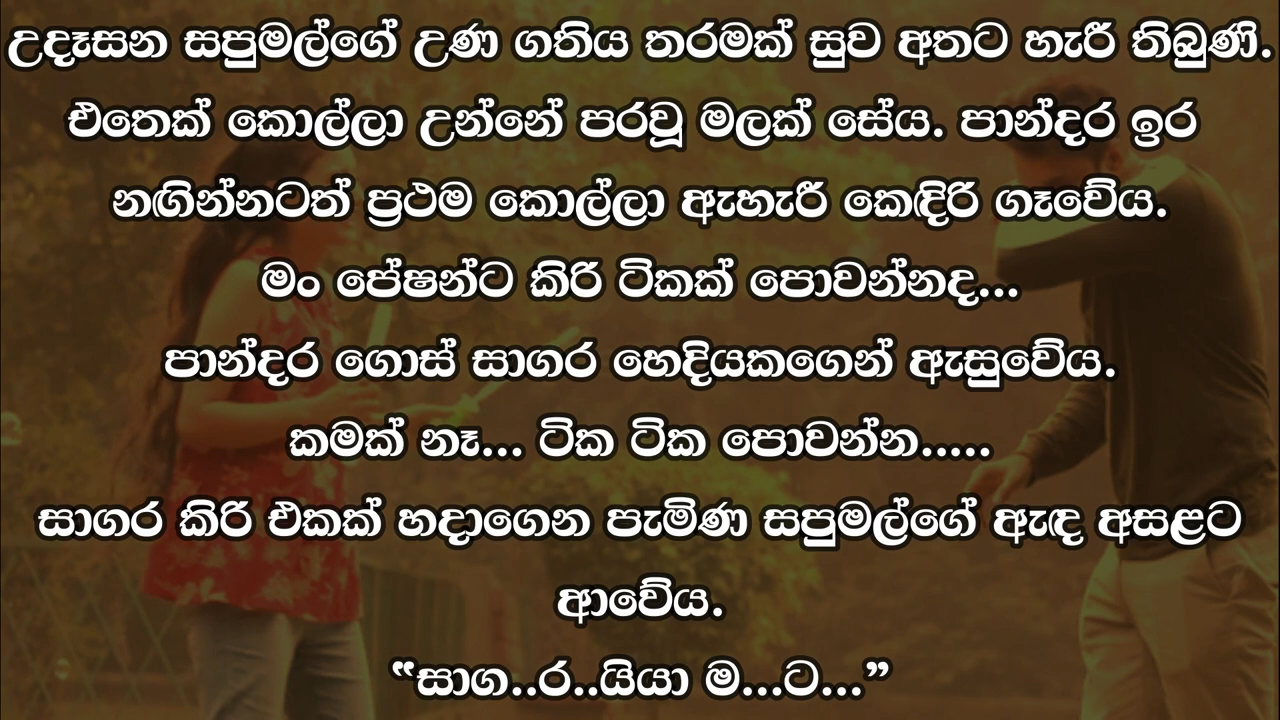 උදෑසන සපුමල්ගේ උණ ගතිය තරමක් සුව අතට හැරී තිබුණි.
එතෙක් කොල්ලා උන්නේ පරවූ මලක් සේය. පාන්දර ඉර
නඟින්නටත් ප්‍රථම කොල්ලා ඇහැරී කෙඳිරි ගෑවේය.
මං පේෂන්ට කිරි ටිකක් පොවන්නද...
පාන්දර ගොස් සාගර හෙදියකගෙන් ඇසුවේය.
කමක් නෑ... ටික ටික පොවන්න.....
සාගර කිරි එකක් හදාගෙන පැමිණ සපුමල්ගේ ඇඳ අසළට
ආවේය.
“සාග..ර..යියා ම...ට...”